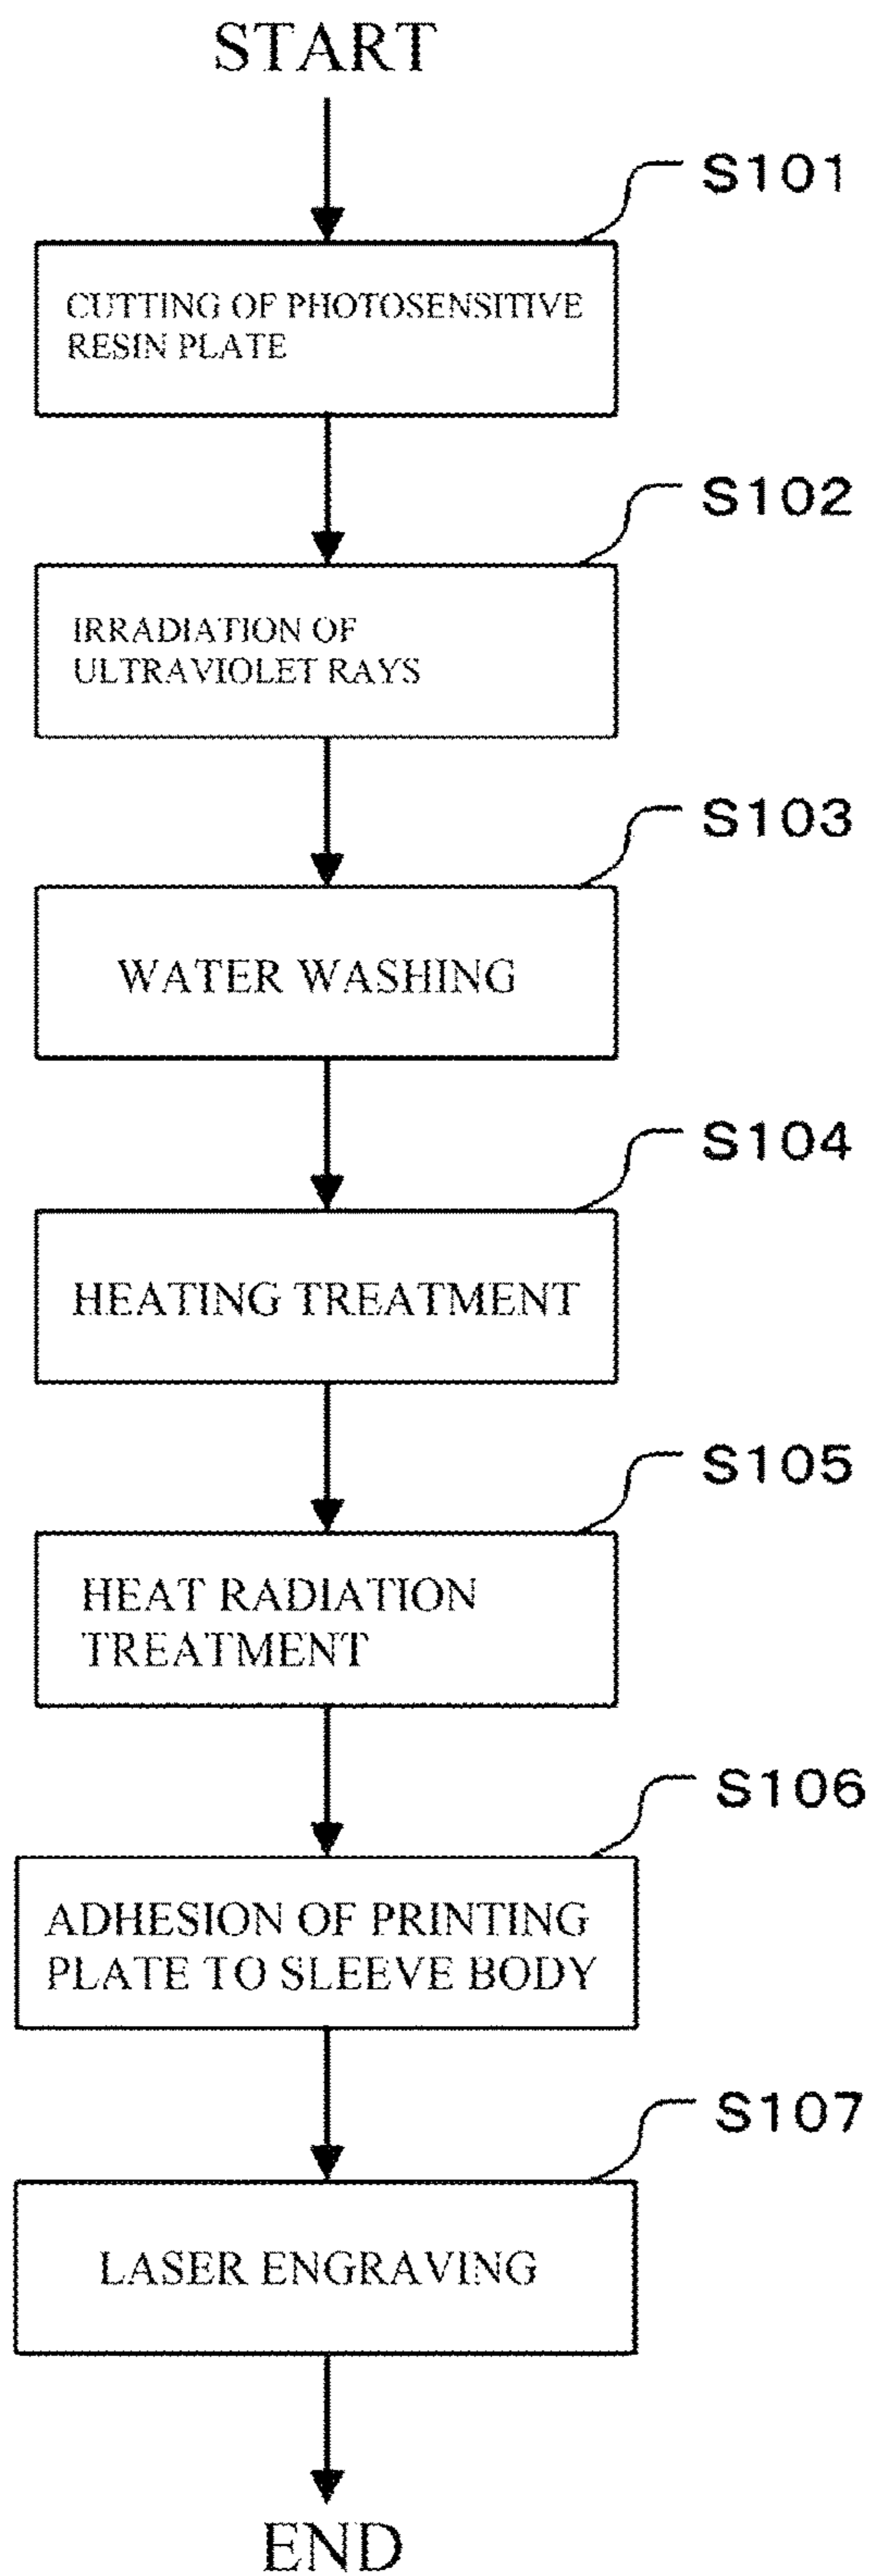 START
S101
CUTTING OF PHOTOSENSITIVE
RESIN PLATE
S102
IRRADIATION OF
ULTRAVIOLET RAYS
S103
WATER WASHING
S104
HEATING TREATMENT
S105
HEAT RADIATION
TREATMENT
S106
ADHESION OF PRINTING
PLATE TO SLEEVE BODY
S107
LASER ENGRAVING
END